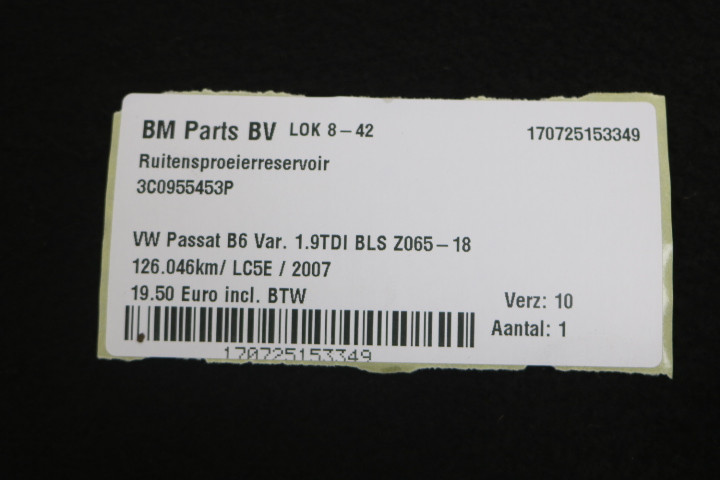 BM Parts BV LOK 8-42 170725153349
Ruitensproeierreservoir
3C0955453P
VW Passat B6 Var. 1.9TDI BLS Z065-18
126.046km/ LC5E / 2007
19.50 Euro incl. BTW
Verz: 10
Aantal: 1
170725153349